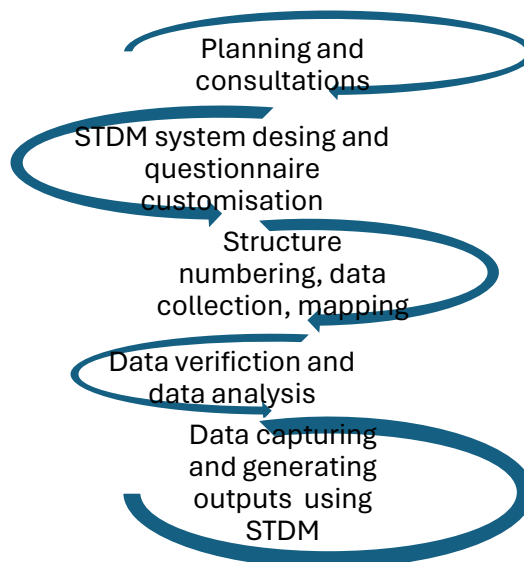 Planning and
consultations
STDM system desing and
questionnaire
customisation
Structure
numbering, data
collection, mapping
Data verifiction and
data analysis
Data capturing
and generating
outputs using
STDM